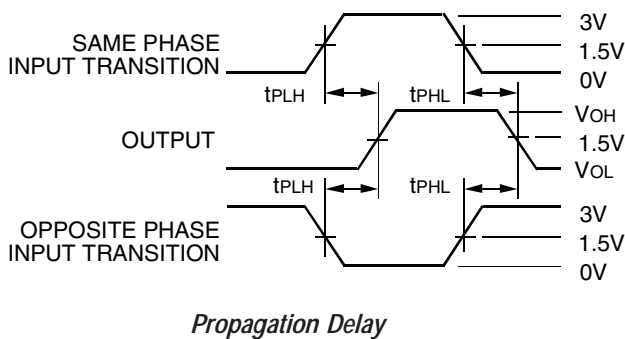 SAME PHASE
INPUT TRANSITION
3V
1.5V
0V
tPLH
tPHL
OUTPUT
VOH
1.5V
VOL
tPLH
tPHL
OPPOSITE PHASE
INPUT TRANSITION
3V
1.5V
0V
Propagation Delay